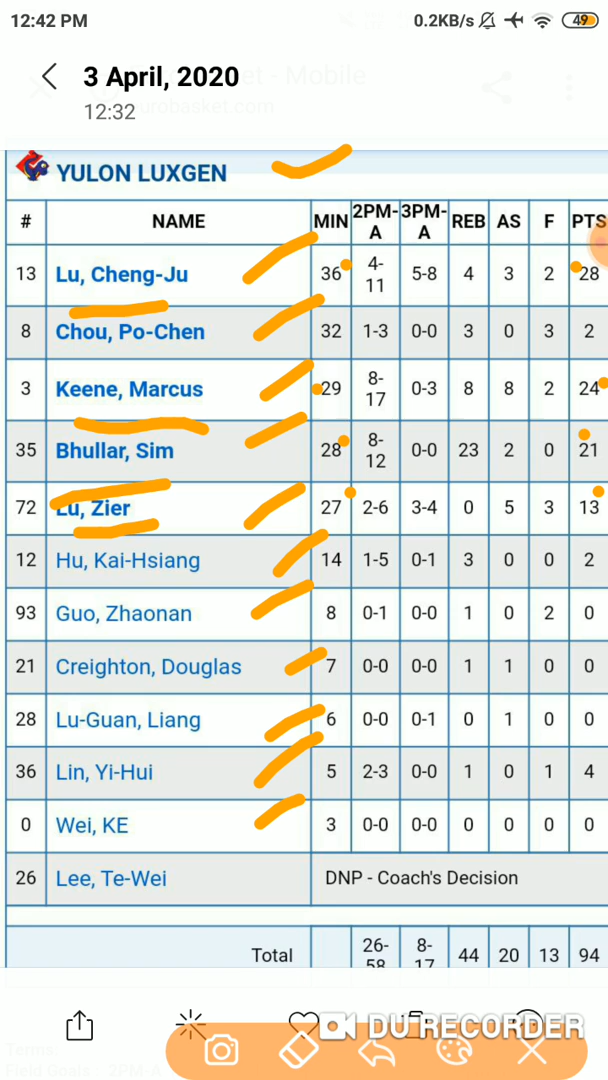 12:42 PM 0.2KB/s 49
3 April, 2020
12:32
YULON LUXGEN
# NAME MIN 2PM-A 3PM-A REB AS F PTS
13 Lu, Cheng-Ju 36 4-11 5-8 4 3 2 28
8 Chou, Po-Chen 32 1-3 0-0 3 0 3 2
3 Keene, Marcus 29 8-17 0-3 8 8 2 24
35 Bhullar, Sim 28 8-12 0-0 23 2 0 21
72 Lu, Zier 27 2-6 3-4 0 5 3 13
12 Hu, Kai-Hsiang 14 1-5 0-1 3 0 0 2
93 Guo, Zhaonan 8 0-1 0-0 1 0 2 0
21 Creighton, Douglas 7 0-0 0-0 1 1 0 0
28 Lu-Guan, Liang 6 0-0 0-1 0 1 0 0
36 Lin, Yi-Hui 5 2-3 0-0 1 0 1 4
0 Wei, KE 3 0-0 0-0 0 0 0 0
26 Lee, Te-Wei DNP - Coach's Decision
Total 26-58 8-17 44 20 13 94
DU RECORDER